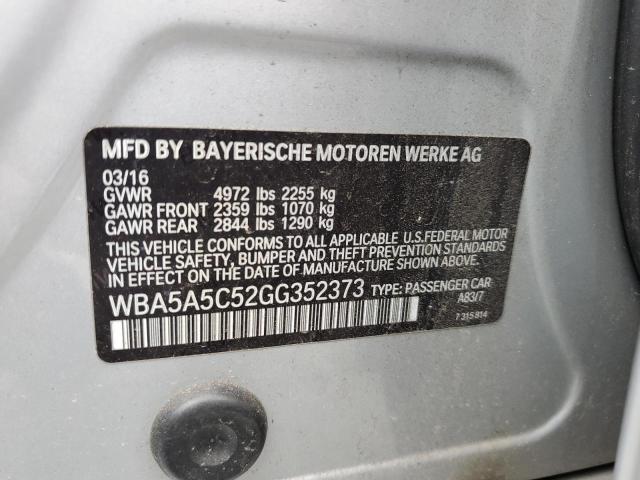 MFD BY BAYERISCHE MOTOREN WERKE AG
03/16
GVWR 4972 lbs 2255 kg
GAWR FRONT 2359 lbs 1070 kg
GAWR REAR 2844 lbs 1290 kg
THIS VEHICLE CONFORMS TO ALL APPLICABLE U.S.FEDERAL MOTOR
VEHICLE SAFETY, BUMPER AND THEFT PREVENTION STANDARDS
IN EFFECT ON THE DATE OF MANUFACTURE SHOWN ABOVE.
WBA5A5C52GG352373 TYPE: PASSENGER CAR
A83/7
7 315 814